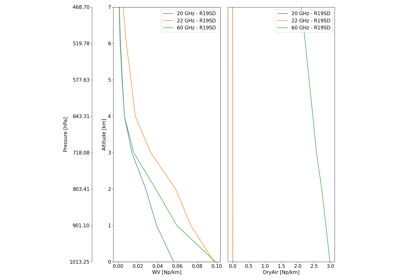 468.70
519.78
577.63
643.31
718.08
803.41
901.10
1013.25
Pressure [hPa]
7
6
5
4
3
2
1
0
Altitude [km]
20 GHz - R19SD
22 GHz - R19SD
60 GHz - R19SD
0.00 0.02 0.04 0.06 0.08 0.10
WV [Np/km]
20 GHz - R19SD
22 GHz - R19SD
60 GHz - R19SD
0.0 0.5 1.0 1.5 2.0 2.5 3.0
DryAir [Np/km]